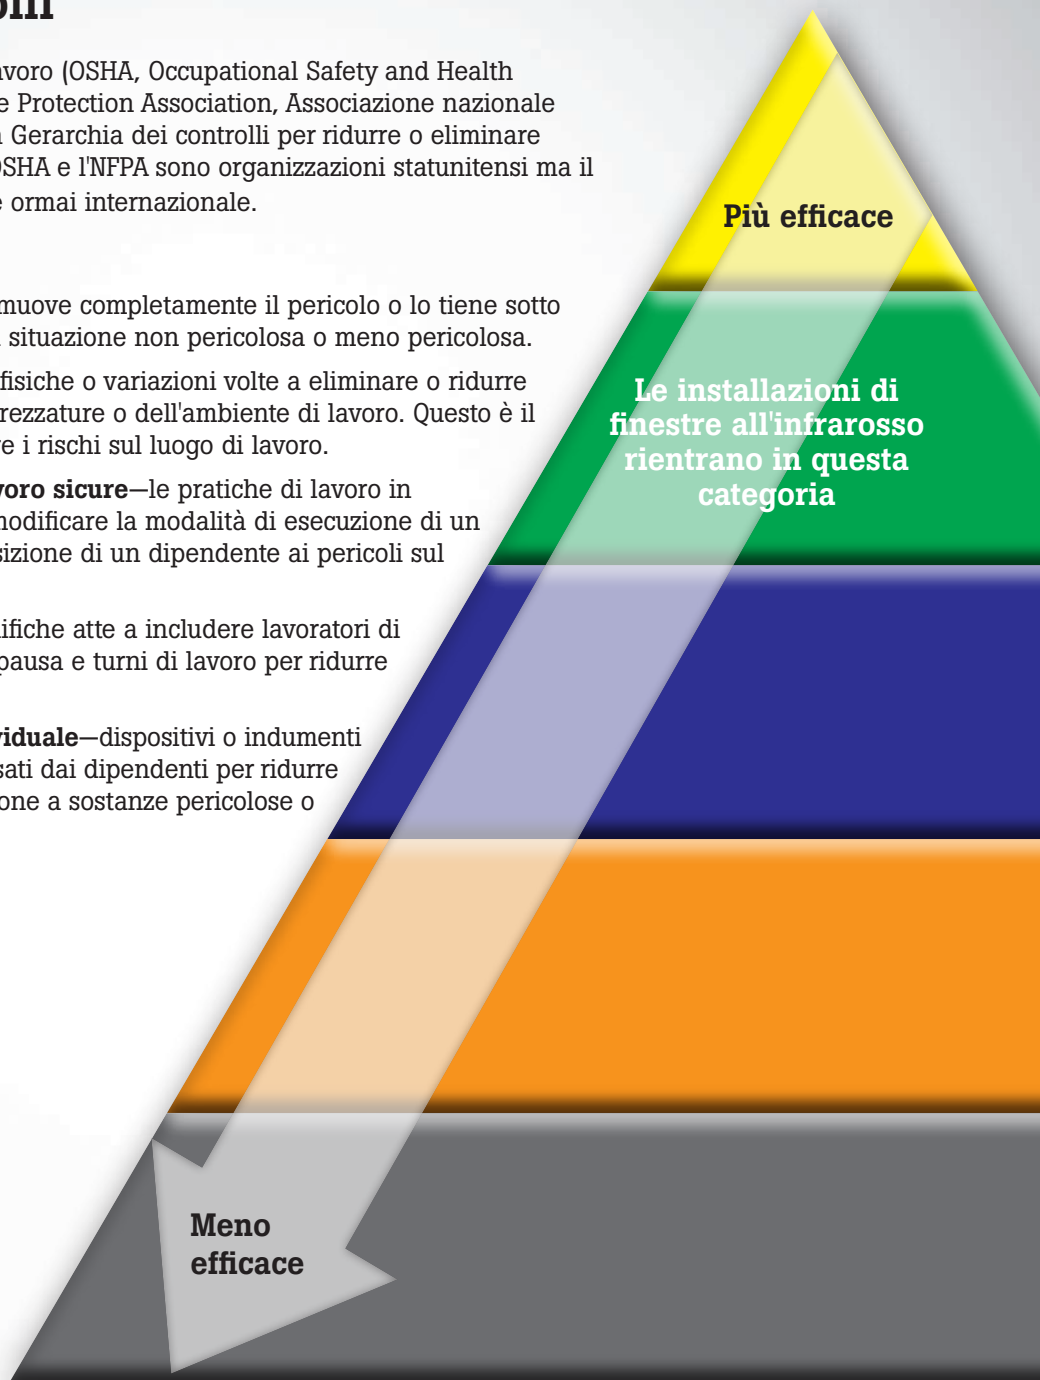 avoro (OSHA, Occupational Safety and Health
e Protection Association, Associazione nazionale
Gerarchia dei controlli per ridurre o eliminare
OSHA e l'NFPA sono organizzazioni statunitensi ma il
ormai internazionale.
muove completamente il pericolo o lo tiene sotto
situazione non pericolosa o meno pericolosa.
fisiche o variazioni volte a eliminare o ridurre
rezzature o dell'ambiente di lavoro. Questo è il
e i rischi sul luogo di lavoro.
voro sicure—le pratiche di lavoro in
modificare la modalità di esecuzione di un
sizione di un dipendente ai pericoli sul
ifiche atte a includere lavoratori di
pausa e turni di lavoro per ridurre
viduale—dispositivi o indumenti
sati dai dipendenti per ridurre
one a sostanze pericolose o
Più efficace
Le installazioni di
finestre all'infrarosso
rientrano in questa
categoria
Meno
efficace